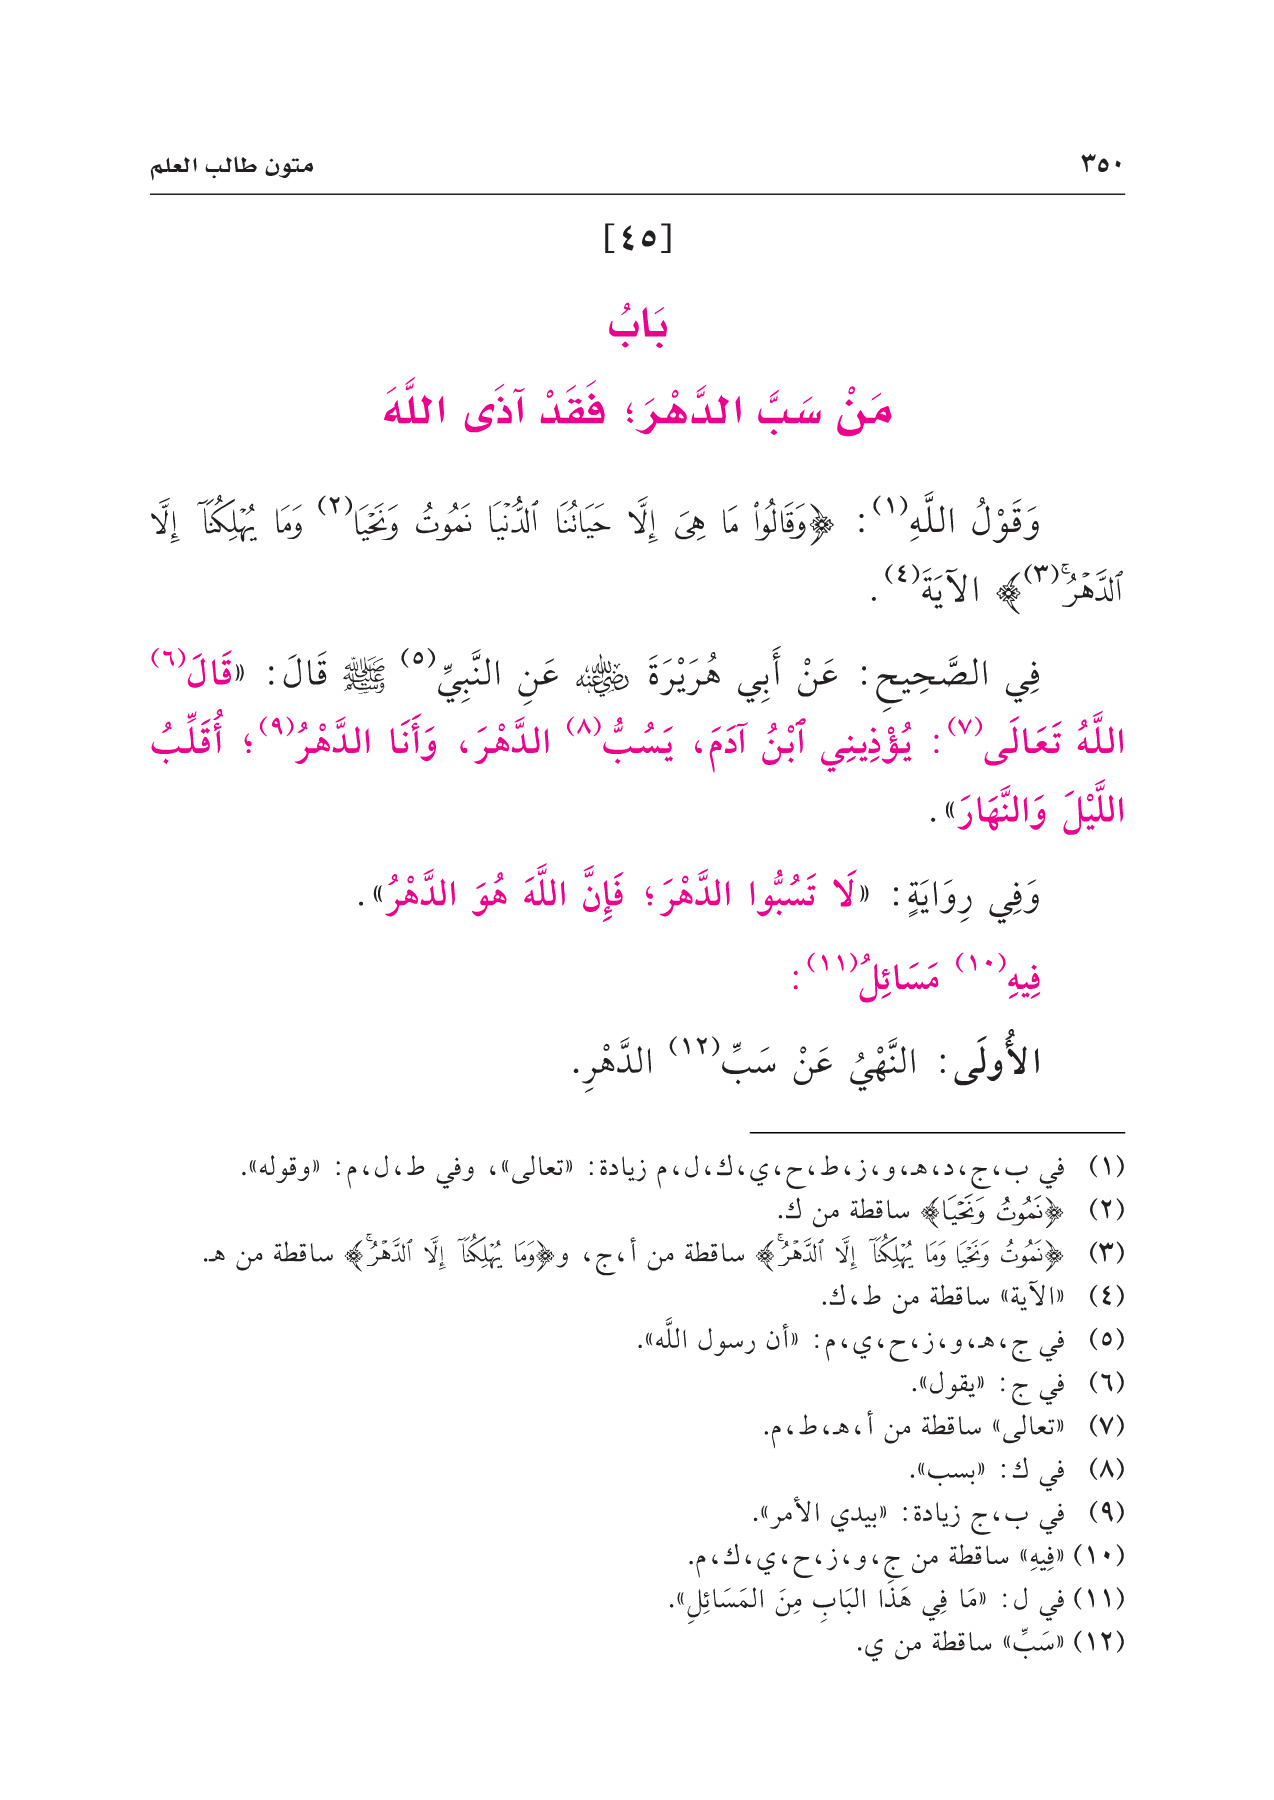 ٣٥٠ متون طالب العلم
[٤٥]
بَابُ
مَنْ سَبَّ الدَّهْرَ؛ فَقَدْ آذَى اللَّهَ
وَقَوْلُ اللَّهِ(١): ﴿وَقَالُوا۟ مَا هِىَ إِلَّا حَيَاتُنَا ٱلدُّنْيَا نَمُوتُ وَنَحْيَا(٢) وَمَا يُهْلِكُنَآ إِلَّا
ٱلدَّهْرُۚ(٣)﴾ الآيَةَ(٤).
فِي الصَّحِيحِ: عَنْ أَبِي هُرَيْرَةَ رضي الله عنه عَنِ النَّبِيِّ(٥) ﷺ قَالَ: «قَالَ(٦)
اللَّهُ تَعَالَى(٧): يُؤْذِينِي ٱبْنُ آدَمَ، يَسُبُّ(٨) الدَّهْرَ، وَأَنَا الدَّهْرُ(٩)؛ أُقَلِّبُ
اللَّيْلَ وَالنَّهَارَ».
وَفِي رِوَايَةٍ: «لَا تَسُبُّوا الدَّهْرَ؛ فَإِنَّ اللَّهَ هُوَ الدَّهْرُ».
فِيهِ(١٠) مَسَائِلُ(١١):
الأُولَى: النَّهْيُ عَنْ سَبِّ(١٢) الدَّهْرِ.
(١) في ب،ج،د،هـ،و،ز،ط،ح،ي،ك،ل،م زيادة: «تعالى»، وفي ط،ل،م: «وقوله».
(٢) ﴿نَمُوتُ وَنَحْيَا﴾ ساقطة من ك.
(٣) ﴿نَمُوتُ وَنَحْيَا وَمَا يُهْلِكُنَآ إِلَّا ٱلدَّهْرُۚ﴾ ساقطة من أ،ج، و﴿وَمَا يُهْلِكُنَآ إِلَّا ٱلدَّهْرُۚ﴾ ساقطة من هـ.
(٤) «الآية» ساقطة من ط،ك.
(٥) في ج،هـ،و،ز،ح،ي،م: «أن رسول اللَّه».
(٦) في ج: «يقول».
(٧) «تعالى» ساقطة من أ،هـ،ط،م.
(٨) في ك: «بسب».
(٩) في ب،ج زيادة: «بيدي الأمر».
(١٠) «فِيهِ» ساقطة من ج،و،ز،ح،ي،ك،م.
(١١) في ل: «مَا فِي هَذَا البَابِ مِنَ المَسَائِلِ».
(١٢) «سَبِّ» ساقطة من ي.